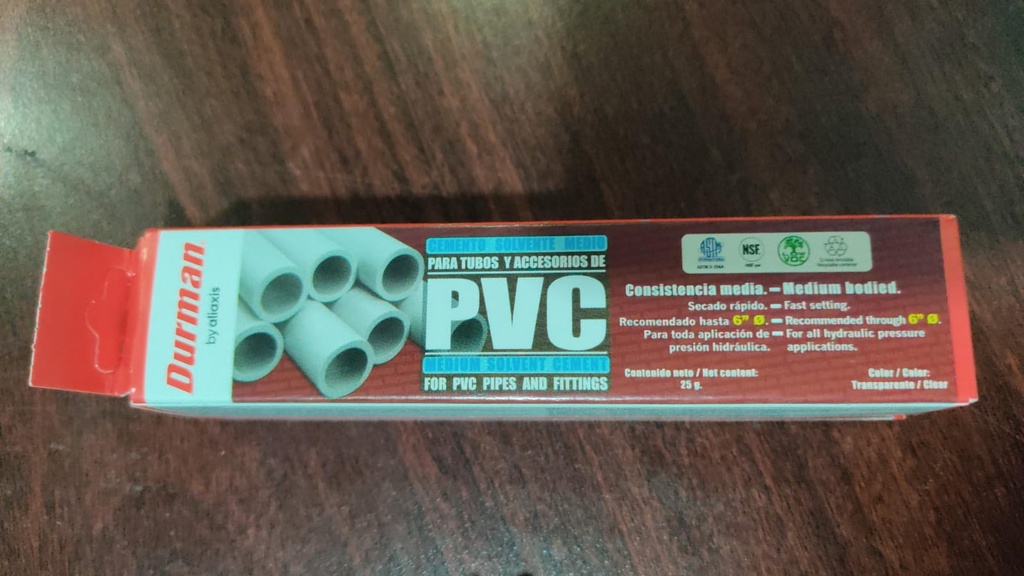 Durman
by aliaxis
CEMENTO SOLVENTE MEDIO
PARA TUBOS Y ACCESORIOS DE
PVC
MEDIUM SOLVENT CEMENT
FOR PVC PIPES AND FITTINGS
ASTM
NSF
Consistencia media. – Medium bodied.
Secado rápido. – Fast setting.
Recomendado hasta 6" Ø. – Recommended through 6" Ø.
Para toda aplicación de – For all hydraulic pressure
presión hidráulica. applications.
Contenido neto / Net content:
25 g.
Color / Color:
Transparente / Clear